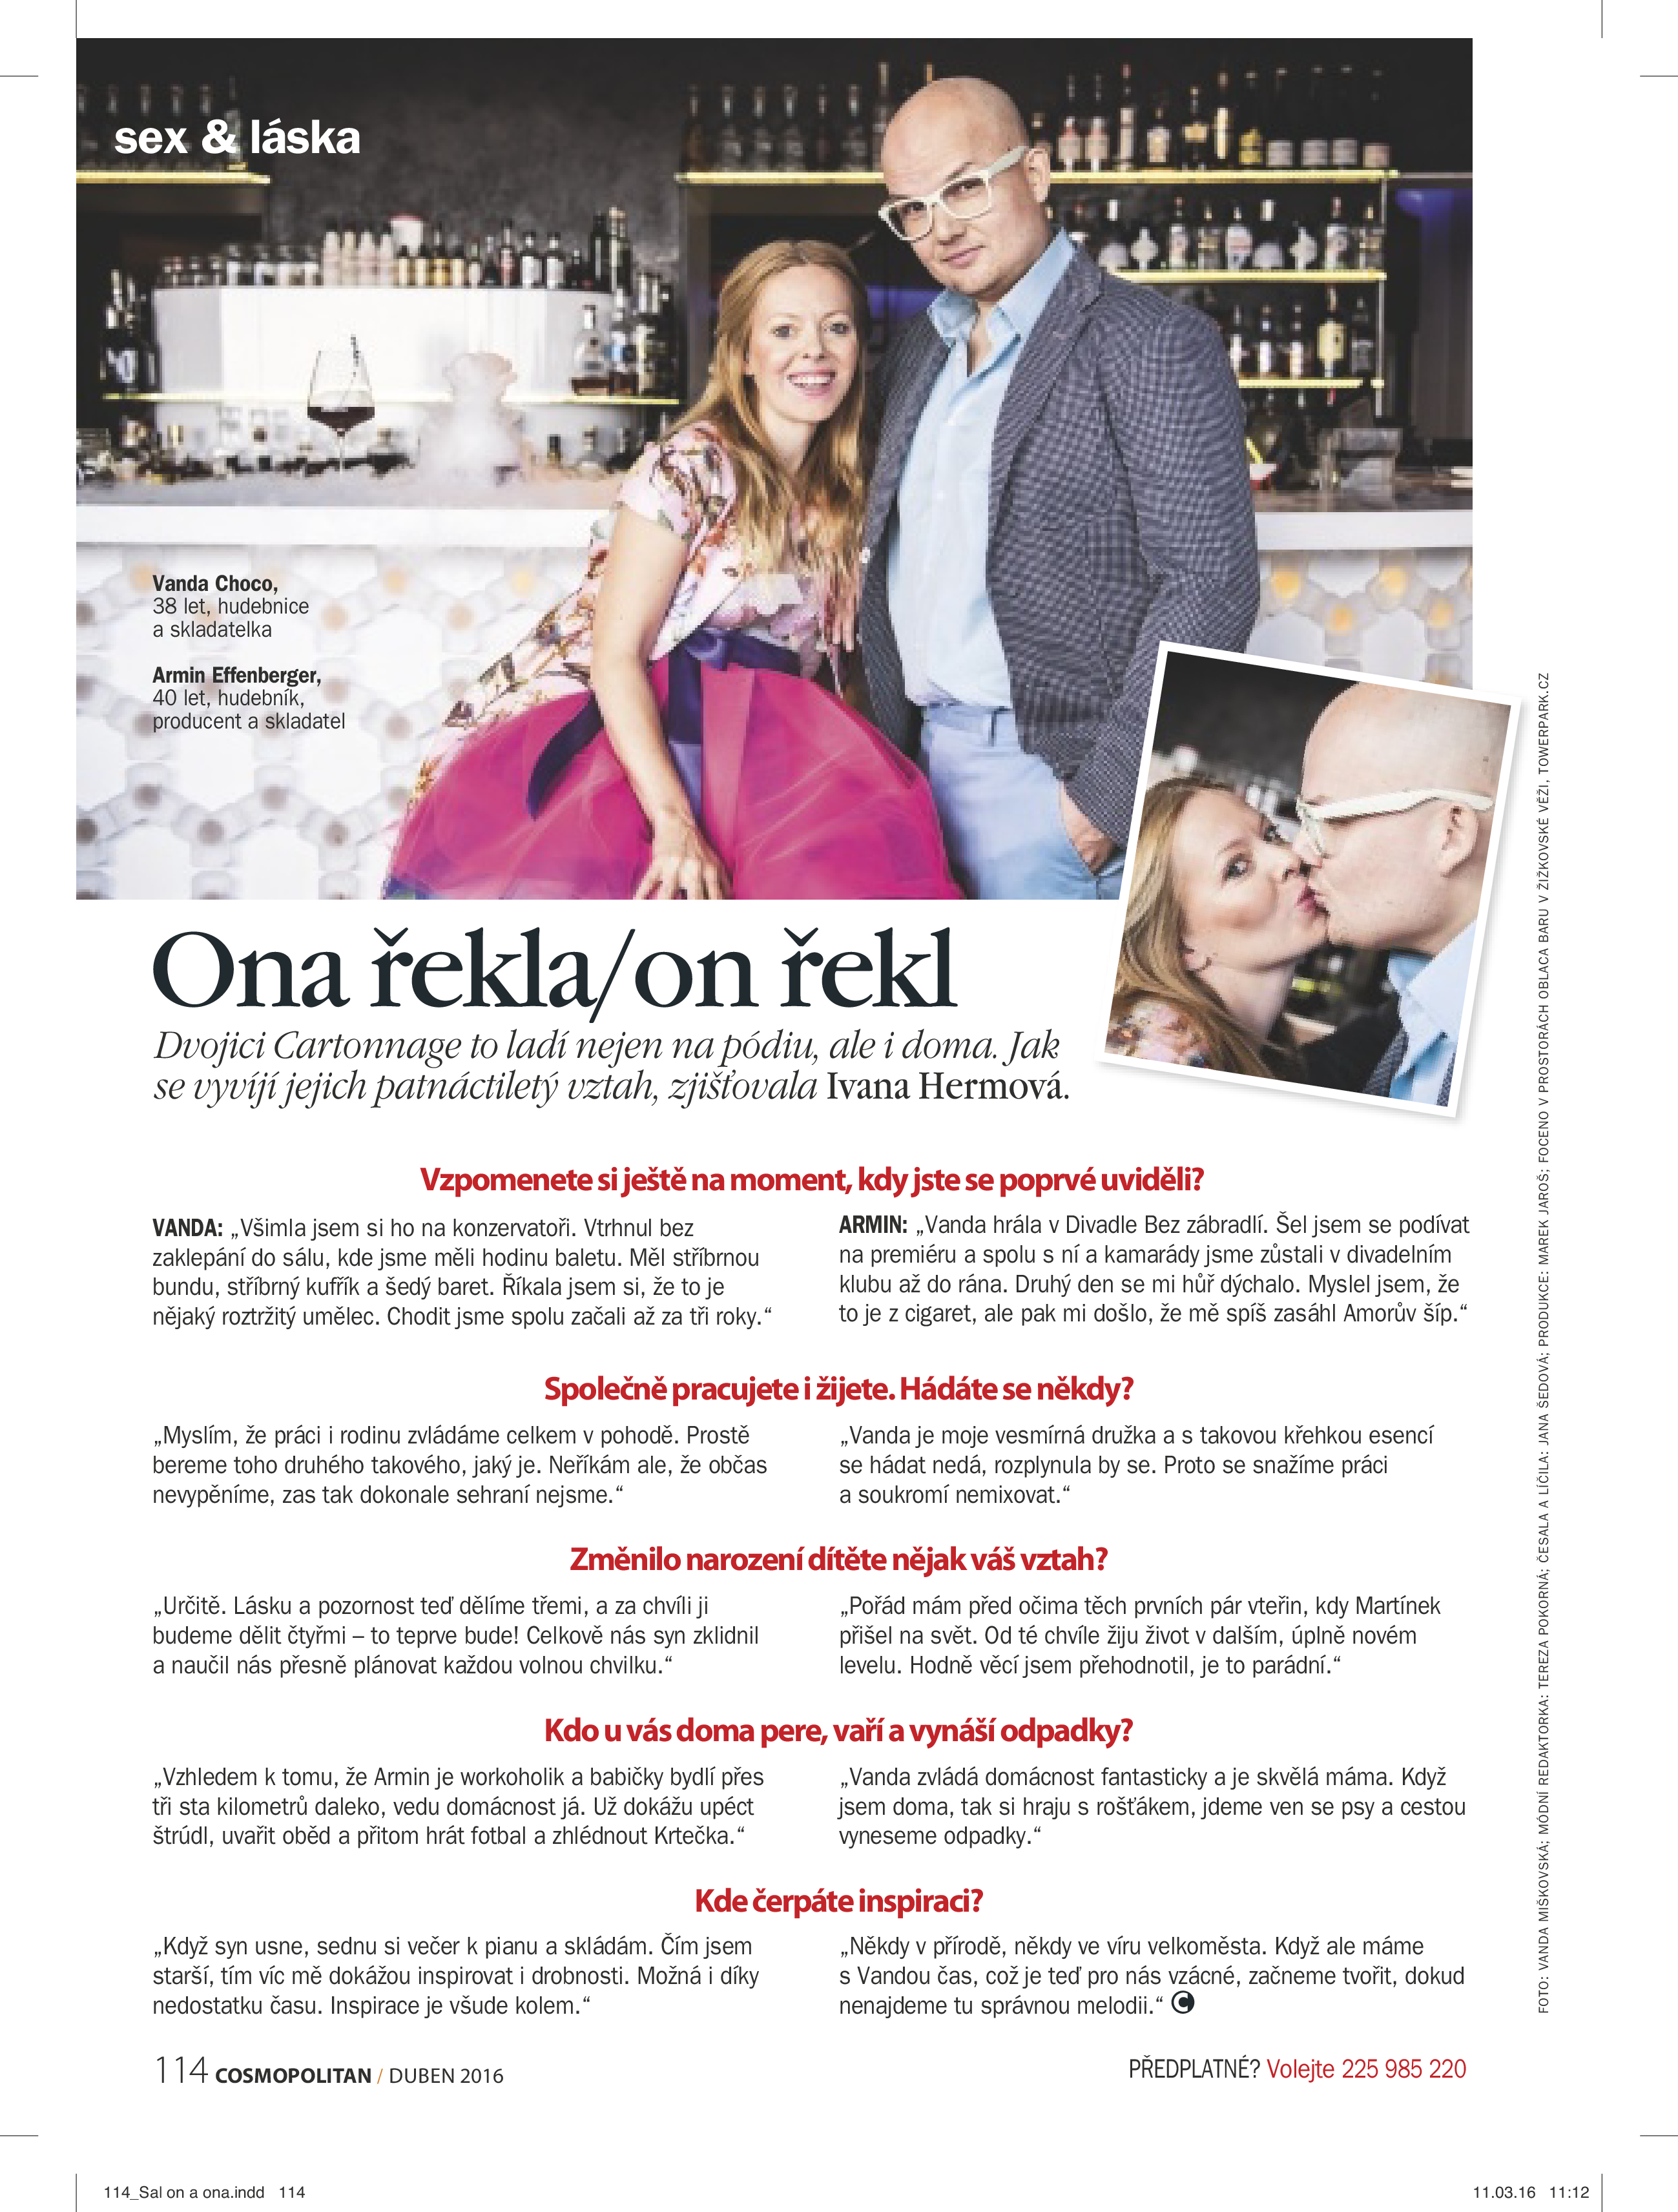 sex & láska
Vanda Choco,
38 let, hudebnice
a skladatelka
Armin Effenberger,
40 let, hudebník,
producent a skladatel
Ona řekla/on řekl
Dvojici Cartonnage to ladí nejen na pódiu, ale i doma. Jak
se vyvíjí jejich patnáctiletý vztah, zjišťovala Ivana Hermová.
Vzpomenete si ještě na moment, kdy jste se poprvé uviděli?
VANDA: „Všimla jsem si ho na konzervatoři. Vtrhnul bez
zaklepání do sálu, kde jsme měli hodinu baletu. Měl stříbrnou
bundu, stříbrný kufřík a šedý baret. Říkala jsem si, že to je
nějaký roztržitý umělec. Chodit jsme spolu začali až za tři roky.“
ARMIN: „Vanda hrála v Divadle Bez zábradlí. Šel jsem se podívat
na premiéru a spolu s ní a kamarády jsme zůstali v divadelním
klubu až do rána. Druhý den se mi hůř dýchalo. Myslel jsem, že
to je z cigaret, ale pak mi došlo, že mě spíš zasáhl Amorův šíp.“
Společně pracujete i žijete. Hádáte se někdy?
„Myslím, že práci i rodinu zvládáme celkem v pohodě. Prostě
bereme toho druhého takového, jaký je. Neříkám ale, že občas
nevypěníme, zas tak dokonale sehraní nejsme.“
„Vanda je moje vesmírná družka a s takovou křehkou esencí
se hádat nedá, rozplynula by se. Proto se snažíme práci
a soukromí nemixovat.“
Změnilo narození dítěte nějak váš vztah?
„Určitě. Lásku a pozornost teď dělíme třemi, a za chvíli ji
budeme dělit čtyřmi – to teprve bude! Celkově nás syn zklidnil
a naučil nás přesně plánovat každou volnou chvilku.“
„Pořád mám před očima těch prvních pár vteřin, kdy Martínek
přišel na svět. Od té chvíle žiju život v dalším, úplně novém
levelu. Hodně věcí jsem přehodnotil, je to parádní.“
Kdo u vás doma pere, vaří a vynáší odpadky?
„Vzhledem k tomu, že Armin je workoholik a babičky bydlí přes
tři sta kilometrů daleko, vedu domácnost já. Už dokážu upéct
štrúdl, uvařit oběd a přitom hrát fotbal a zhlédnout Krtečka.“
„Vanda zvládá domácnost fantasticky a je skvělá máma. Když
jsem doma, tak si hraju s rošťákem, jdeme ven se psy a cestou
vyneseme odpadky.“
Kde čerpáte inspiraci?
„Když syn usne, sednu si večer k pianu a skládám. Čím jsem
starší, tím víc mě dokážou inspirovat i drobnosti. Možná i díky
nedostatku času. Inspirace je všude kolem.“
„Někdy v přírodě, někdy ve víru velkoměsta. Když ale máme
s Vandou čas, což je teď pro nás vzácné, začneme tvořit, dokud
nenajdeme tu správnou melodii.“ C
FOTO: VANDA MIŠKOVSKÁ; MÓDNÍ REDAKTORKA: TEREZA POKORNÁ; ČESALA A LÍČILA: JANA ŠEDOVÁ; PRODUKCE: MAREK JAROŠ; FOCENO V PROSTORÁCH OBLACA BARU V ŽIŽKOVSKÉ VĚŽI, TOWERPARK.CZ
114 COSMOPOLITAN / DUBEN 2016
PŘEDPLATNÉ? Volejte 225 985 220
114_Sal on a ona.indd 114
11.03.16 11:12